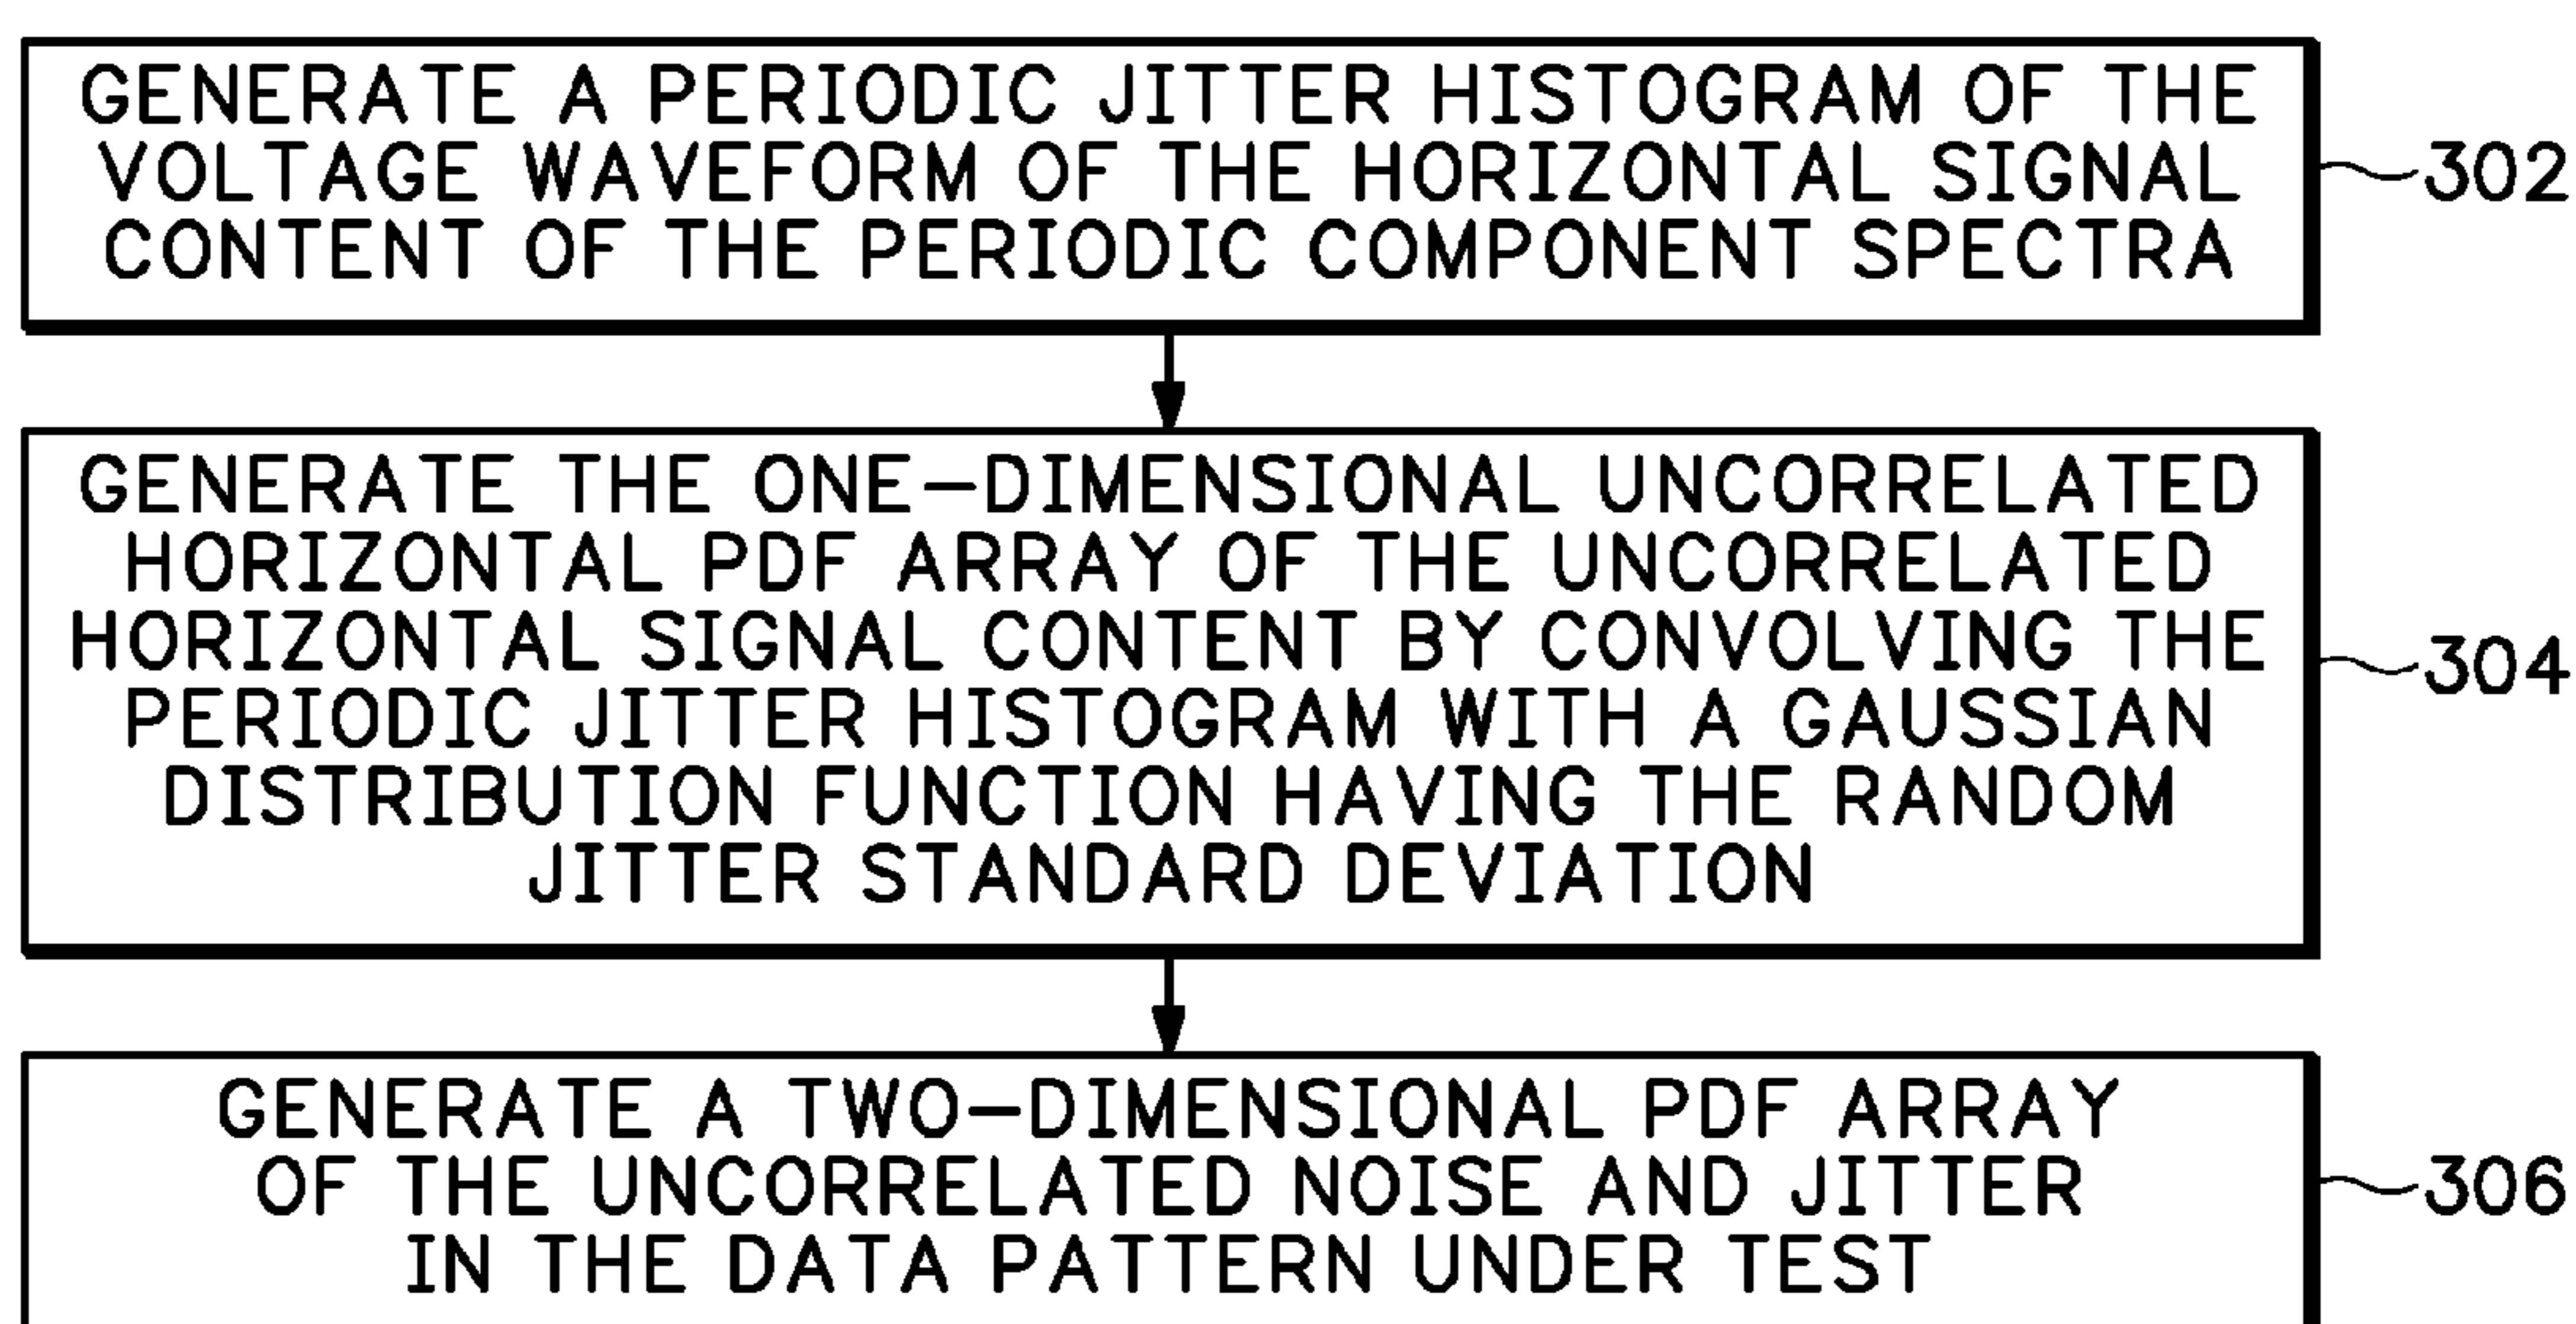 GENERATE A PERIODIC JITTER HISTOGRAM OF THE
VOLTAGE WAVEFORM OF THE HORIZONTAL SIGNAL
CONTENT OF THE PERIODIC COMPONENT SPECTRA
302
GENERATE THE ONE-DIMENSIONAL UNCORRELATED
HORIZONTAL PDF ARRAY OF THE UNCORRELATED
HORIZONTAL SIGNAL CONTENT BY CONVOLVING THE
PERIODIC JITTER HISTOGRAM WITH A GAUSSIAN
DISTRIBUTION FUNCTION HAVING THE RANDOM
JITTER STANDARD DEVIATION
304
GENERATE A TWO-DIMENSIONAL PDF ARRAY
OF THE UNCORRELATED NOISE AND JITTER
IN THE DATA PATTERN UNDER TEST
306